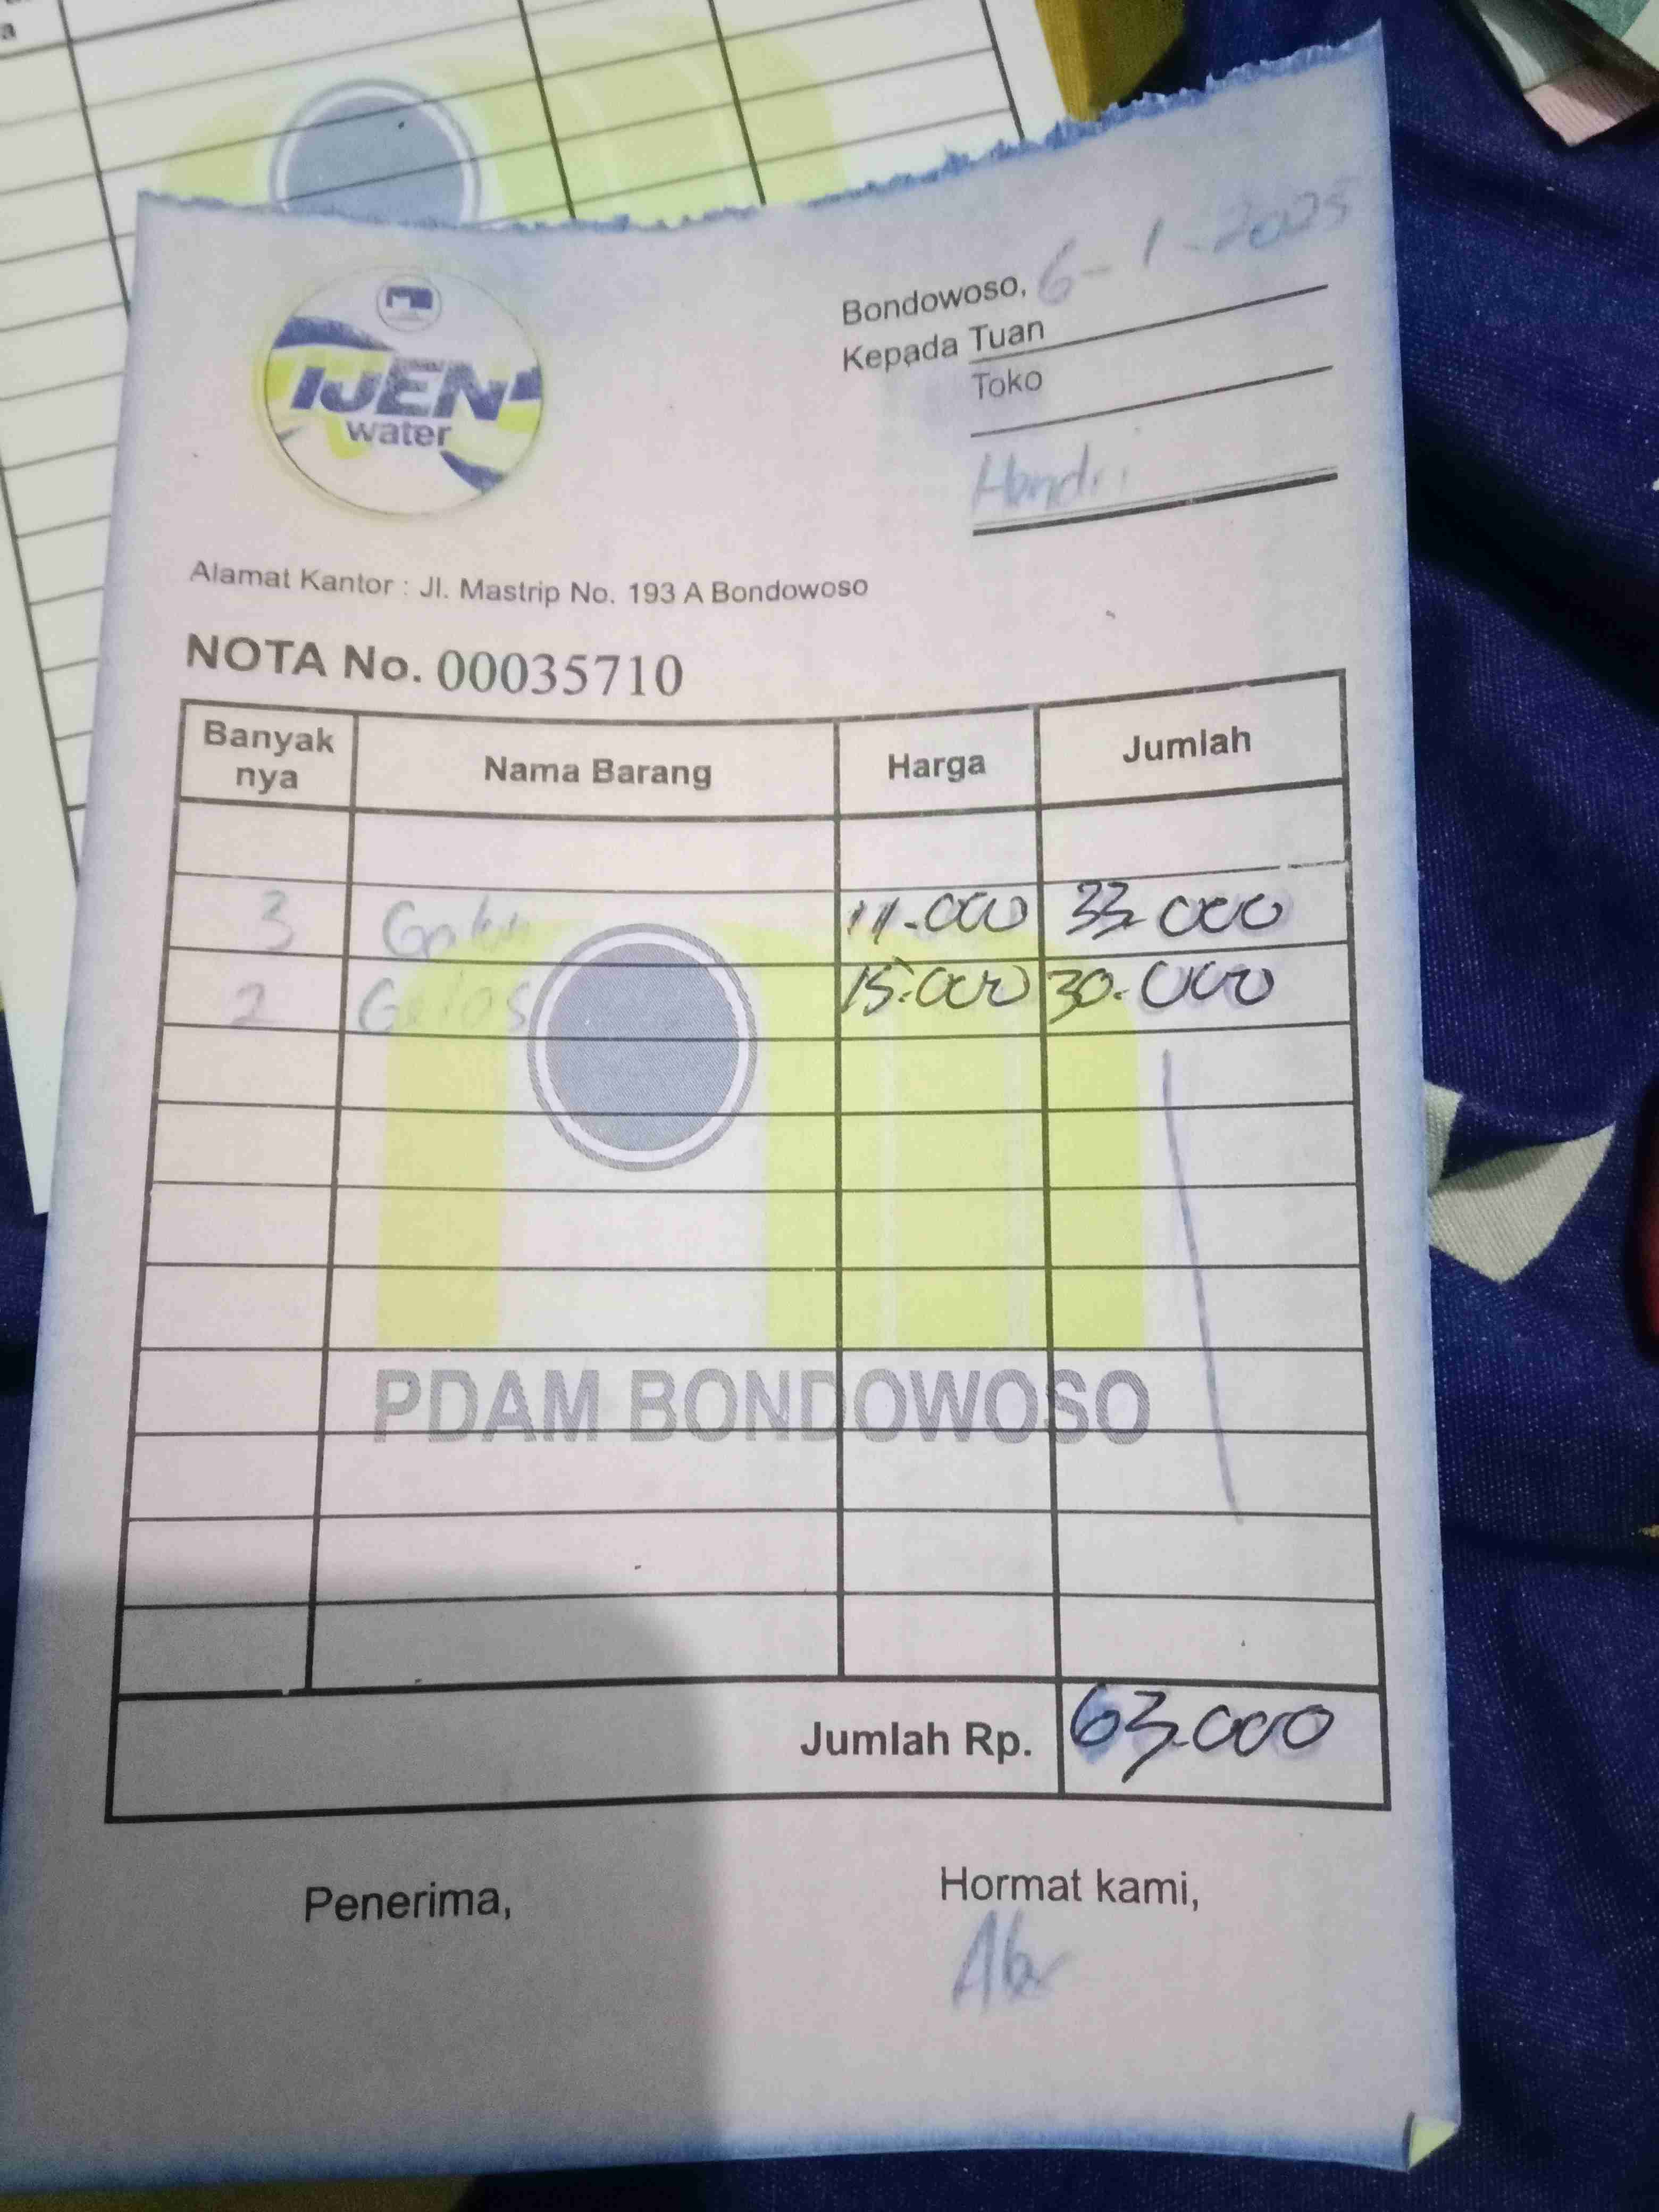 IJEN
water
Bondowoso, 6-1-2025
Kepada Tuan
Toko
Hendri
Alamat Kantor : Jl. Mastrip No. 193 A Bondowoso
NOTA No. 00035710
Banyak nya Nama Barang Harga Jumlah
3 Galon 11.000 33.000
2 Gelas 15.000 30.000
PDAM BONDOWOSO
Jumlah Rp. 63.000
Penerima, Hormat kami,